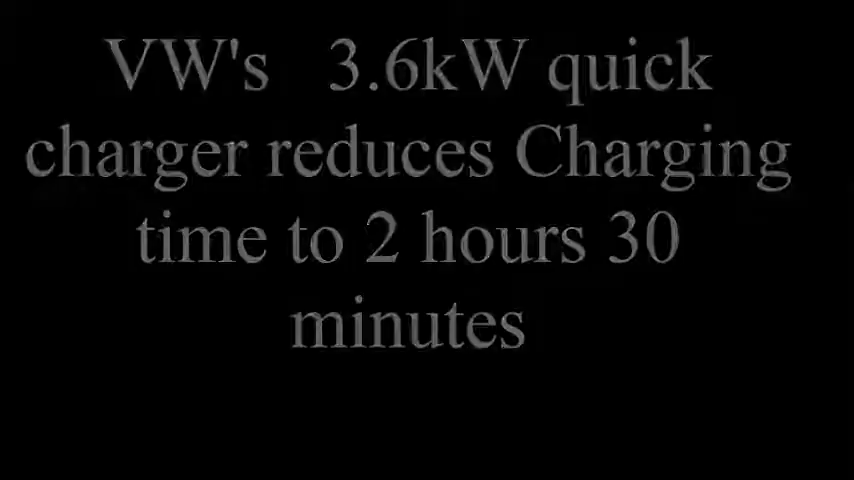 VW's   3.6kW quick
charger reduces Charging
time to 2 hours 30
minutes